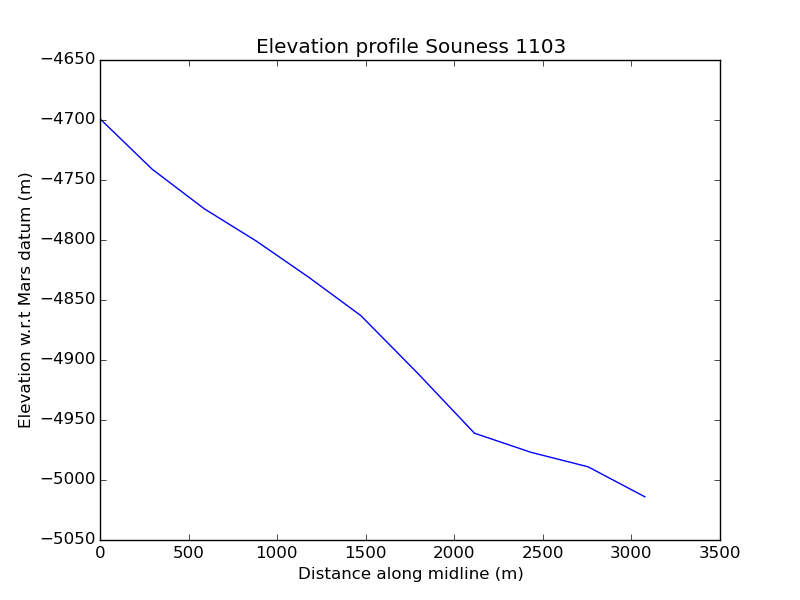 Elevation profile Souness 1103
−4650
−4700
−4750
−4800
−4850
−4900
−4950
−5000
−5050
Elevation w.r.t Mars datum (m)
0 500 1000 1500 2000 2500 3000 3500
Distance along midline (m)